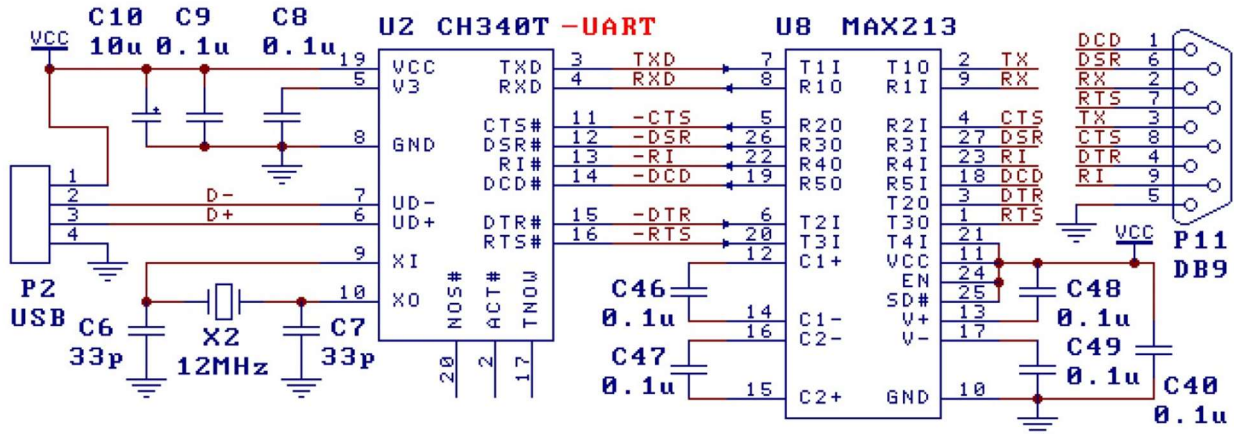 C10 C9 C8 U2 CH340T -UART U8 MAX213
VCC 10u 0.1u 0.1u
19 VCC TXD 3 TXD 7 T1I T1O 2 TX
5 V3 RXD 4 RXD 8 R1O R1I 9 RX
CTS# 11 -CTS 5 R2O R2I 4 CTS
8 GND DSR# 12 -DSR 26 R3O R3I 27 DSR
RI# 13 -RI 22 R4O R4I 23 RI
DCD# 14 -DCD 19 R5O R5I 18 DCD
7 UD- T2O 3 DTR
6 UD+ DTR# 15 -DTR 6 T2I T3O 1 RTS
RTS# 16 -RTS 20 T3I T4I 21
9 XI 12 C1+ VCC 11
EN 24
10 XO SD# 25
14 C1- V+ 13
16 C2- V- 17
15 C2+ GND 10
NOS# ACT# TNOW
20 2 17
1
2 D-
3 D+
4
P2
USB
C6
33p
X2
12MHz
C7
33p
C46
0.1u
C47
0.1u
C48
0.1u
C49
0.1u
C40
0.1u
VCC
DCD 1
DSR 6
RX 2
RTS 7
TX 3
CTS 8
DTR 4
RI 9
5
P11
DB9